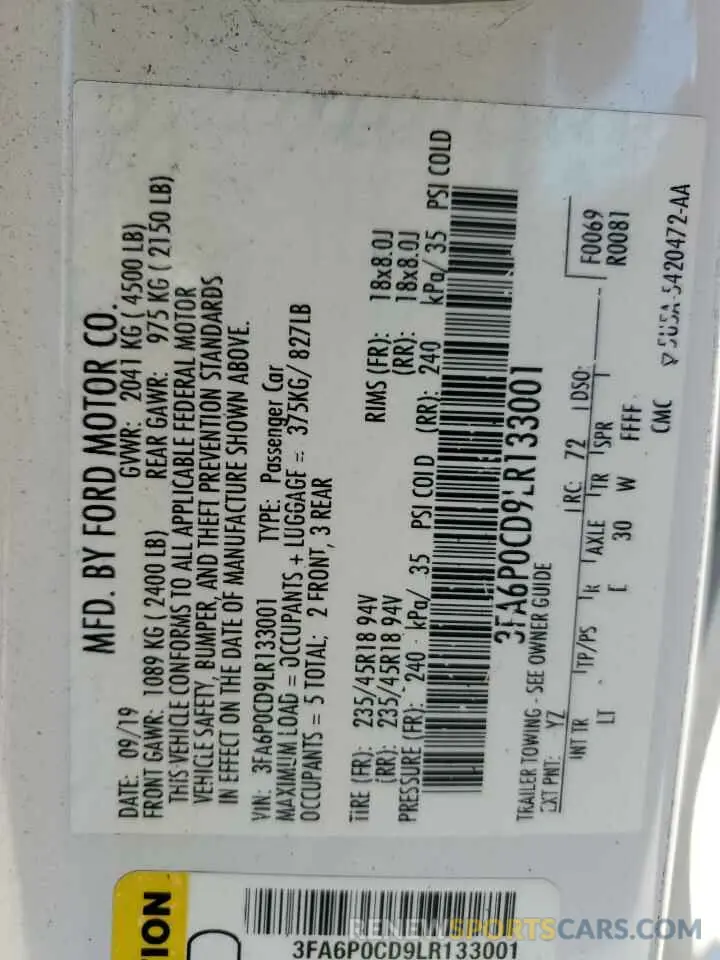 MFD. BY FORD MOTOR CO.
DATE: 09/19 GVWR: 2041 KG ( 4500 LB)
FRONT GAWR: 1089 KG ( 2400 LB) REAR GAWR: 975 KG ( 2150 LB)
THIS VEHICLE CONFORMS TO ALL APPLICABLE FEDERAL MOTOR
VEHICLE SAFETY, BUMPER, AND THEFT PREVENTION STANDARDS
IN EFFECT ON THE DATE OF MANUFACTURE SHOWN ABOVE.
VIN: 3FA6P0CD9LR133001 TYPE: Passenger Car
MAXIMUM LOAD = OCCUPANTS + LUGGAGE = 375KG/ 827LB
OCCUPANTS = 5 TOTAL; 2 FRONT, 3 REAR
TIRE (FR): 235/45R18 94V RIMS (FR): 18x8.0J
(RR): 235/45R18 94V (RR): 18x8.0J
PRESSURE (FR): 240 kPa/ 35 PSI COLD (RR): 240 kPa/ 35 PSI COLD
3FA6P0CD9LR133001
TRAILER TOWING - SEE OWNER GUIDE
EXT PNT: YZ RC: 72 DSO: F0069
R0081
INT TR TP/PS R AXLE TR SPR
LT 30 W FFFF
CMC 5420472-AA
TION
3FA6P0CD9LR133001
RENEWSPORTSCARS.COM